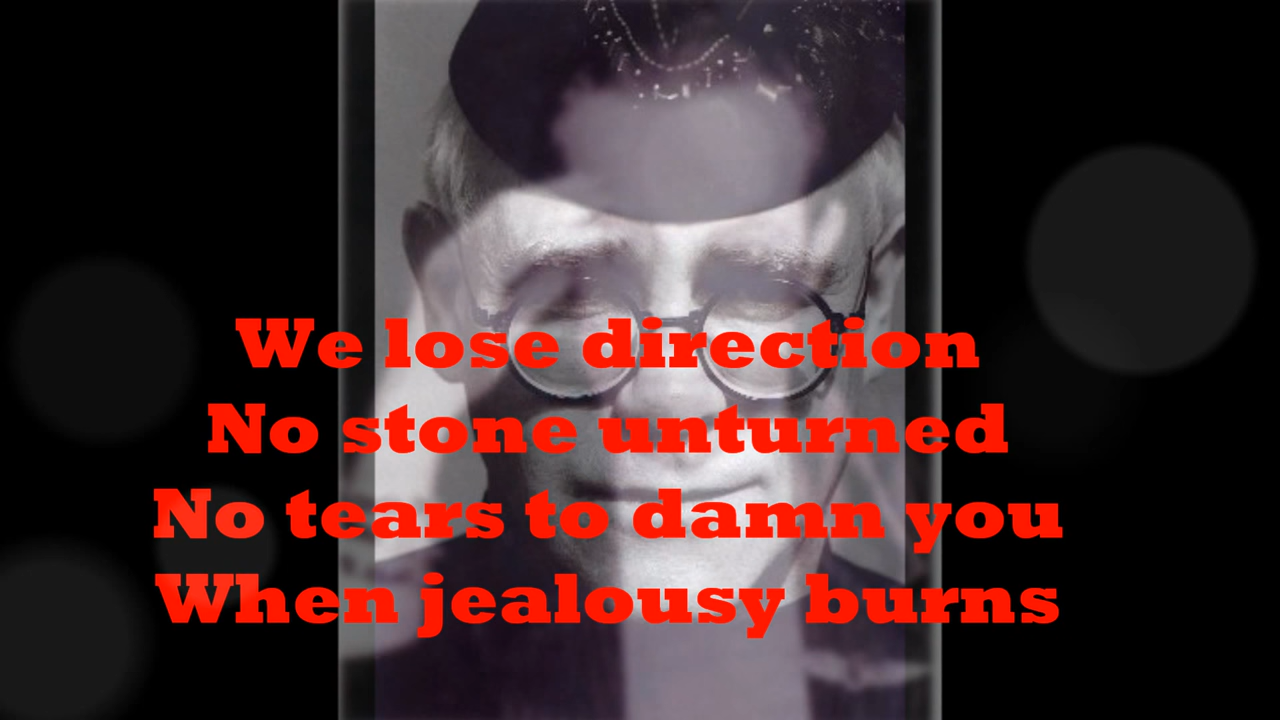 We lose direction
No stone unturned
No tears to damn you
When jealousy burns